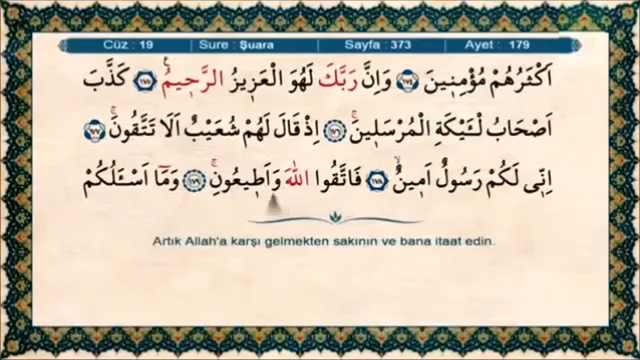 Cüz : 19 Sure : Şuara Sayfa : 373 Ayet : 179
اَكْثَرُهُمْ مُؤْمِنٖينَ ﴿١٧٤﴾ وَاِنَّ رَبَّكَ لَهُوَ الْعَزٖيزُ الرَّحٖيمُۙ ﴿١٧٥﴾ كَذَّبَ
اَصْحَابُ لْـَٔيْكَةِ الْمُرْسَلٖينَۚ ﴿١٧٦﴾ اِذْ قَالَ لَهُمْ شُعَيْبٌ اَلَا تَتَّقُونَۚ ﴿١٧٧﴾
اِنّٖى لَكُمْ رَسُولٌ اَمٖينٌۙ ﴿١٧٨﴾ فَاتَّقُوا اللّٰهَ وَاَطٖيعُونِۚ ﴿١٧٩﴾ وَمَٓا اَسْـَٔلُكُمْ
Artık Allah'a karşı gelmekten sakının ve bana itaat edin.